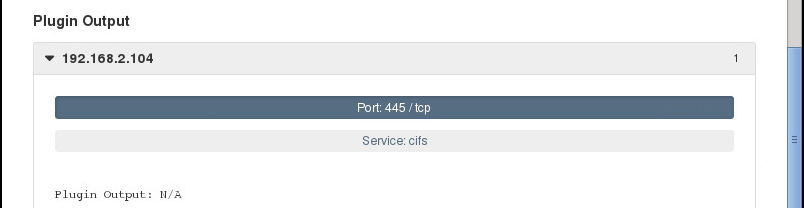 Plugin Output
192.168.2.104 1
Port: 445 / tcp
Service: cifs
Plugin Output: N/A